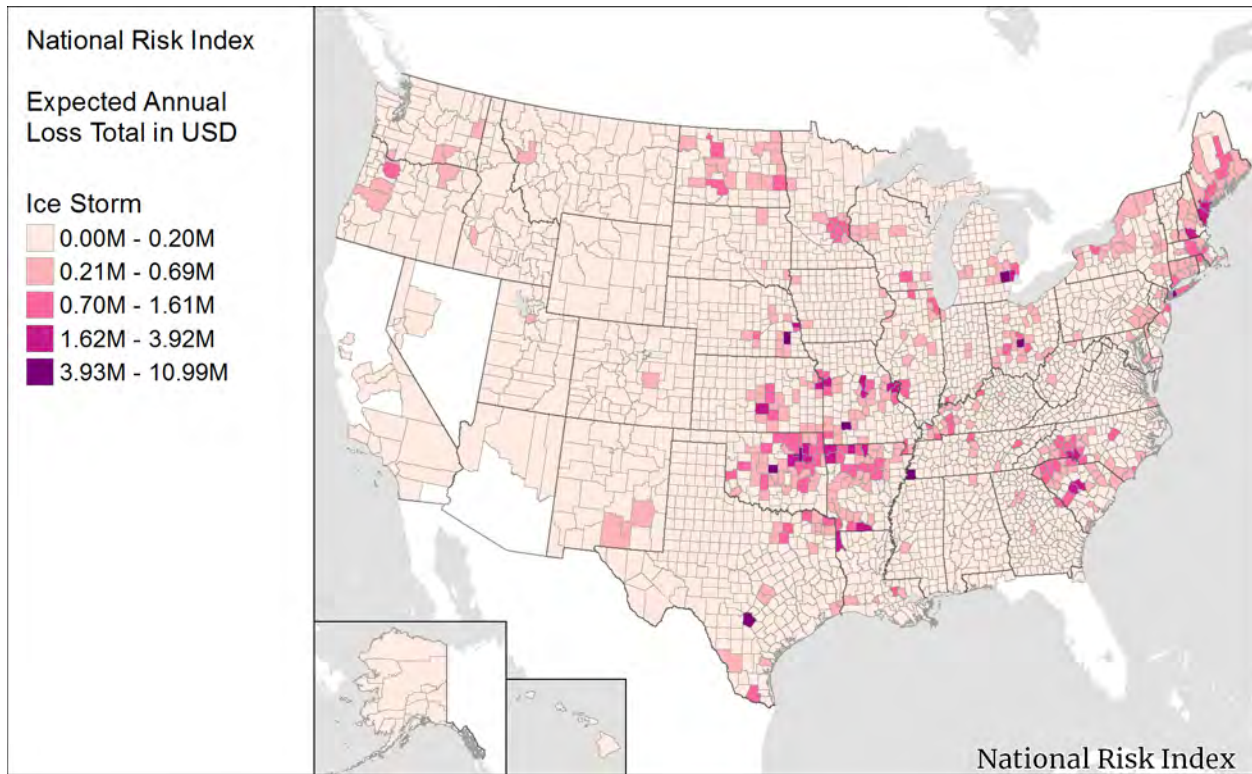 National Risk Index
Expected Annual
Loss Total in USD
Ice Storm
0.00M - 0.20M
0.21M - 0.69M
0.70M - 1.61M
1.62M - 3.92M
3.93M - 10.99M
National Risk Index